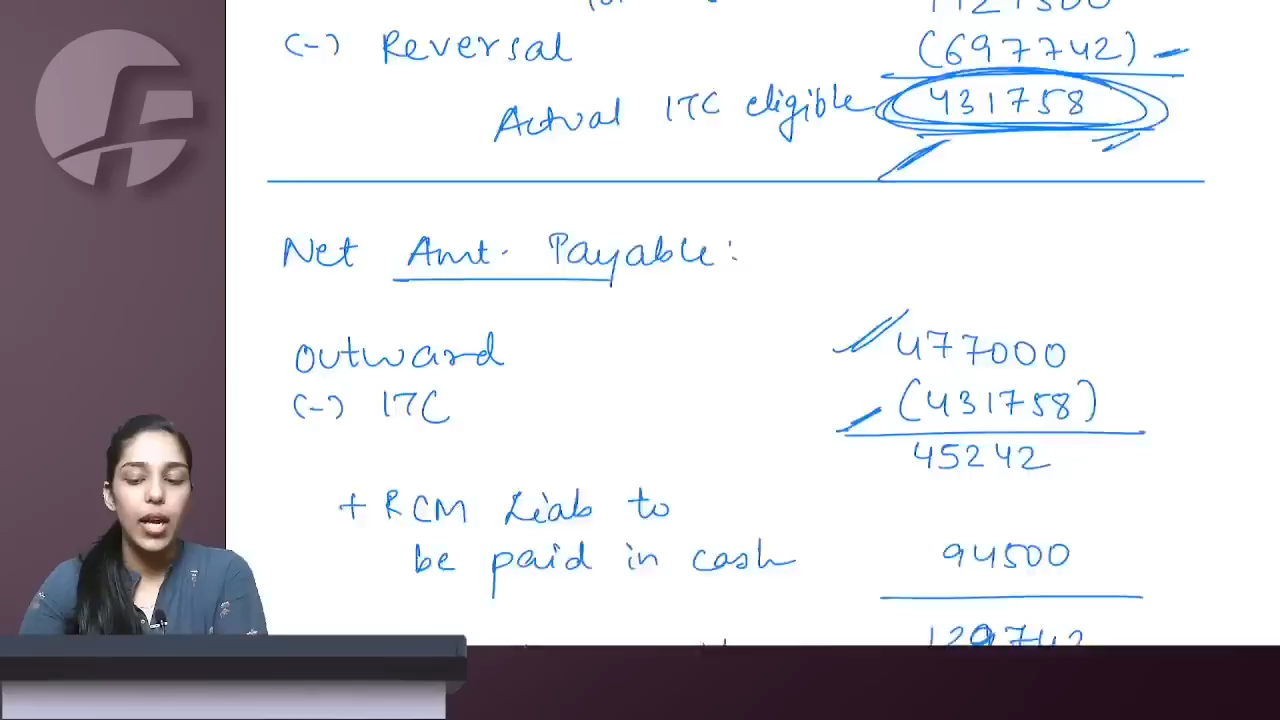 (-) Reversal (697742)
Actual ITC eligible 431758
Net Amt. Payable:
Outward 477000
(-) ITC (431758)
45242
+ RCM Liab to
be paid in cash 94500